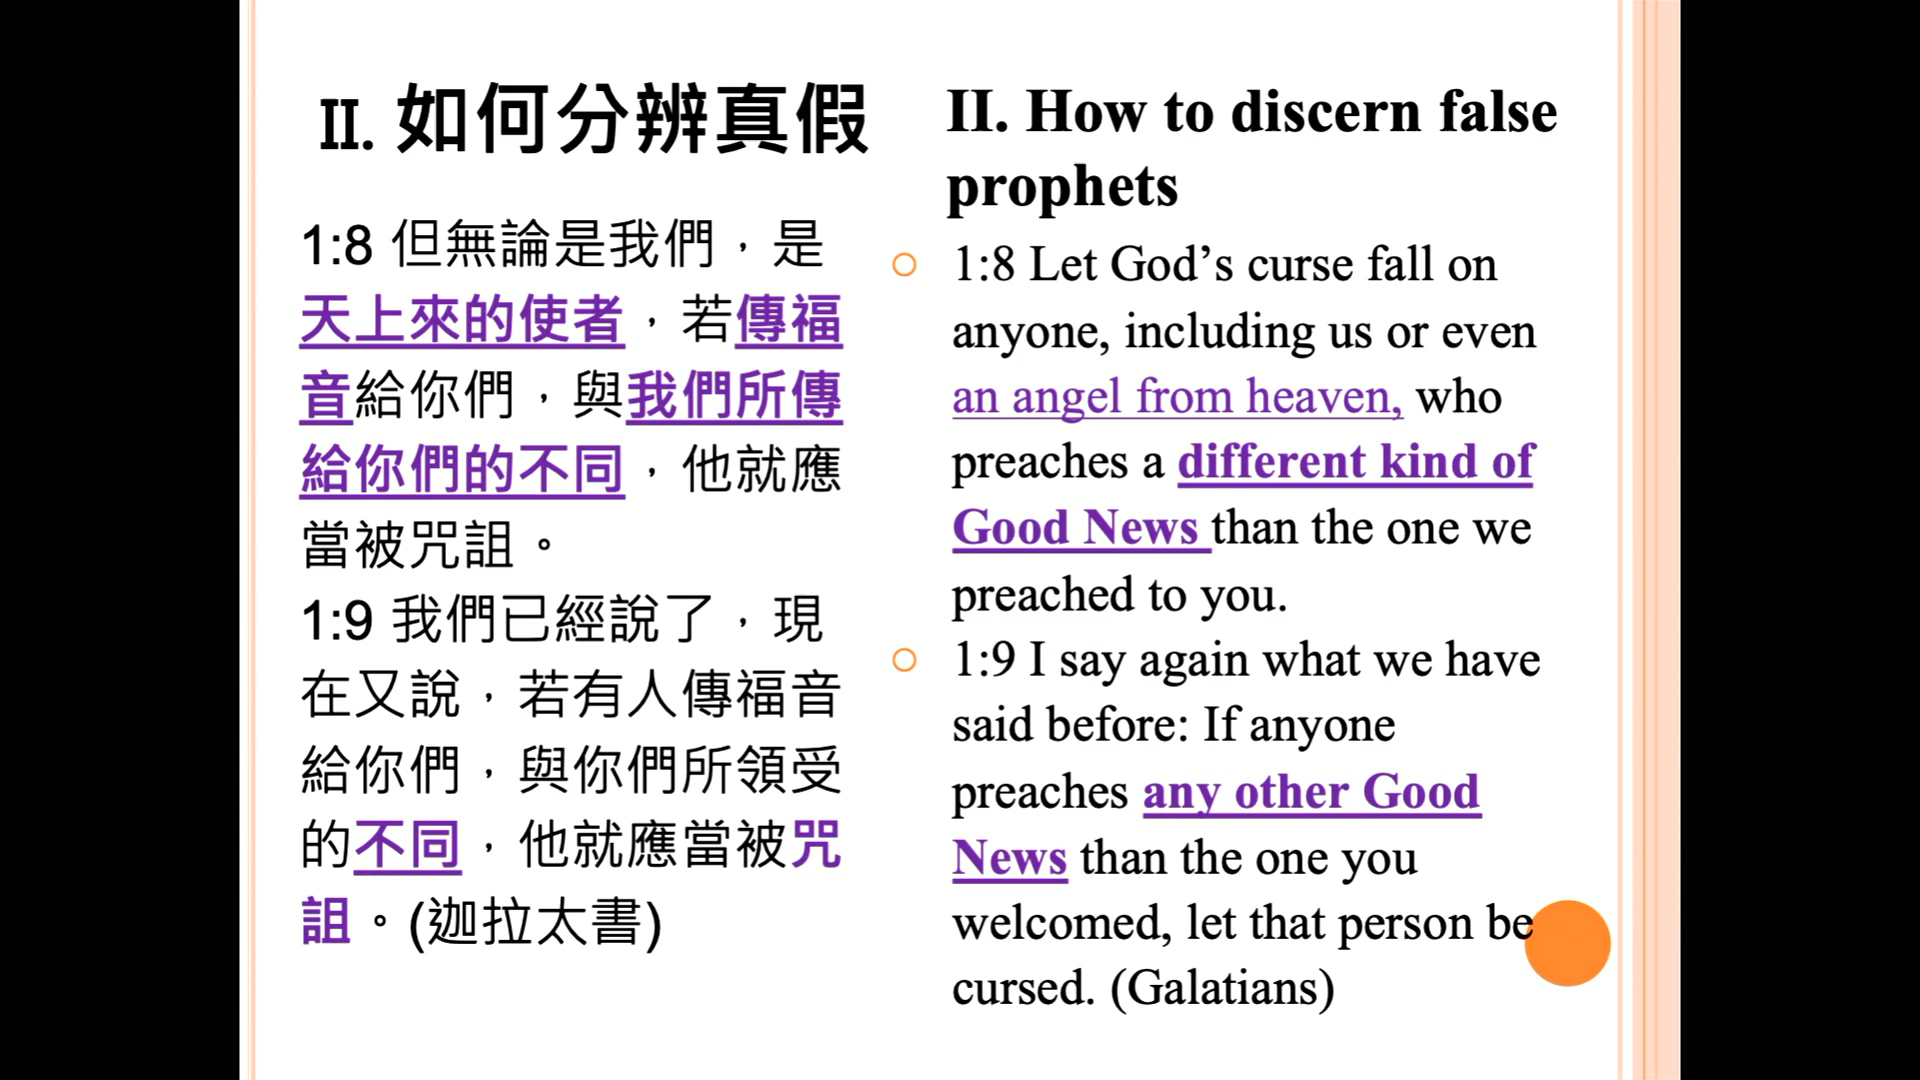 II. 如何分辨真假
1:8 但無論是我們，是
天上來的使者，若傳福
音給你們，與我們所傳
給你們的不同，他就應
當被咒詛。
1:9 我們已經說了，現
在又說，若有人傳福音
給你們，與你們所領受
的不同，他就應當被咒
詛。(迦拉太書)
II. How to discern false
prophets
1:8 Let God’s curse fall on
anyone, including us or even
an angel from heaven, who
preaches a different kind of
Good News than the one we
preached to you.
1:9 I say again what we have
said before: If anyone
preaches any other Good
News than the one you
welcomed, let that person be
cursed. (Galatians)